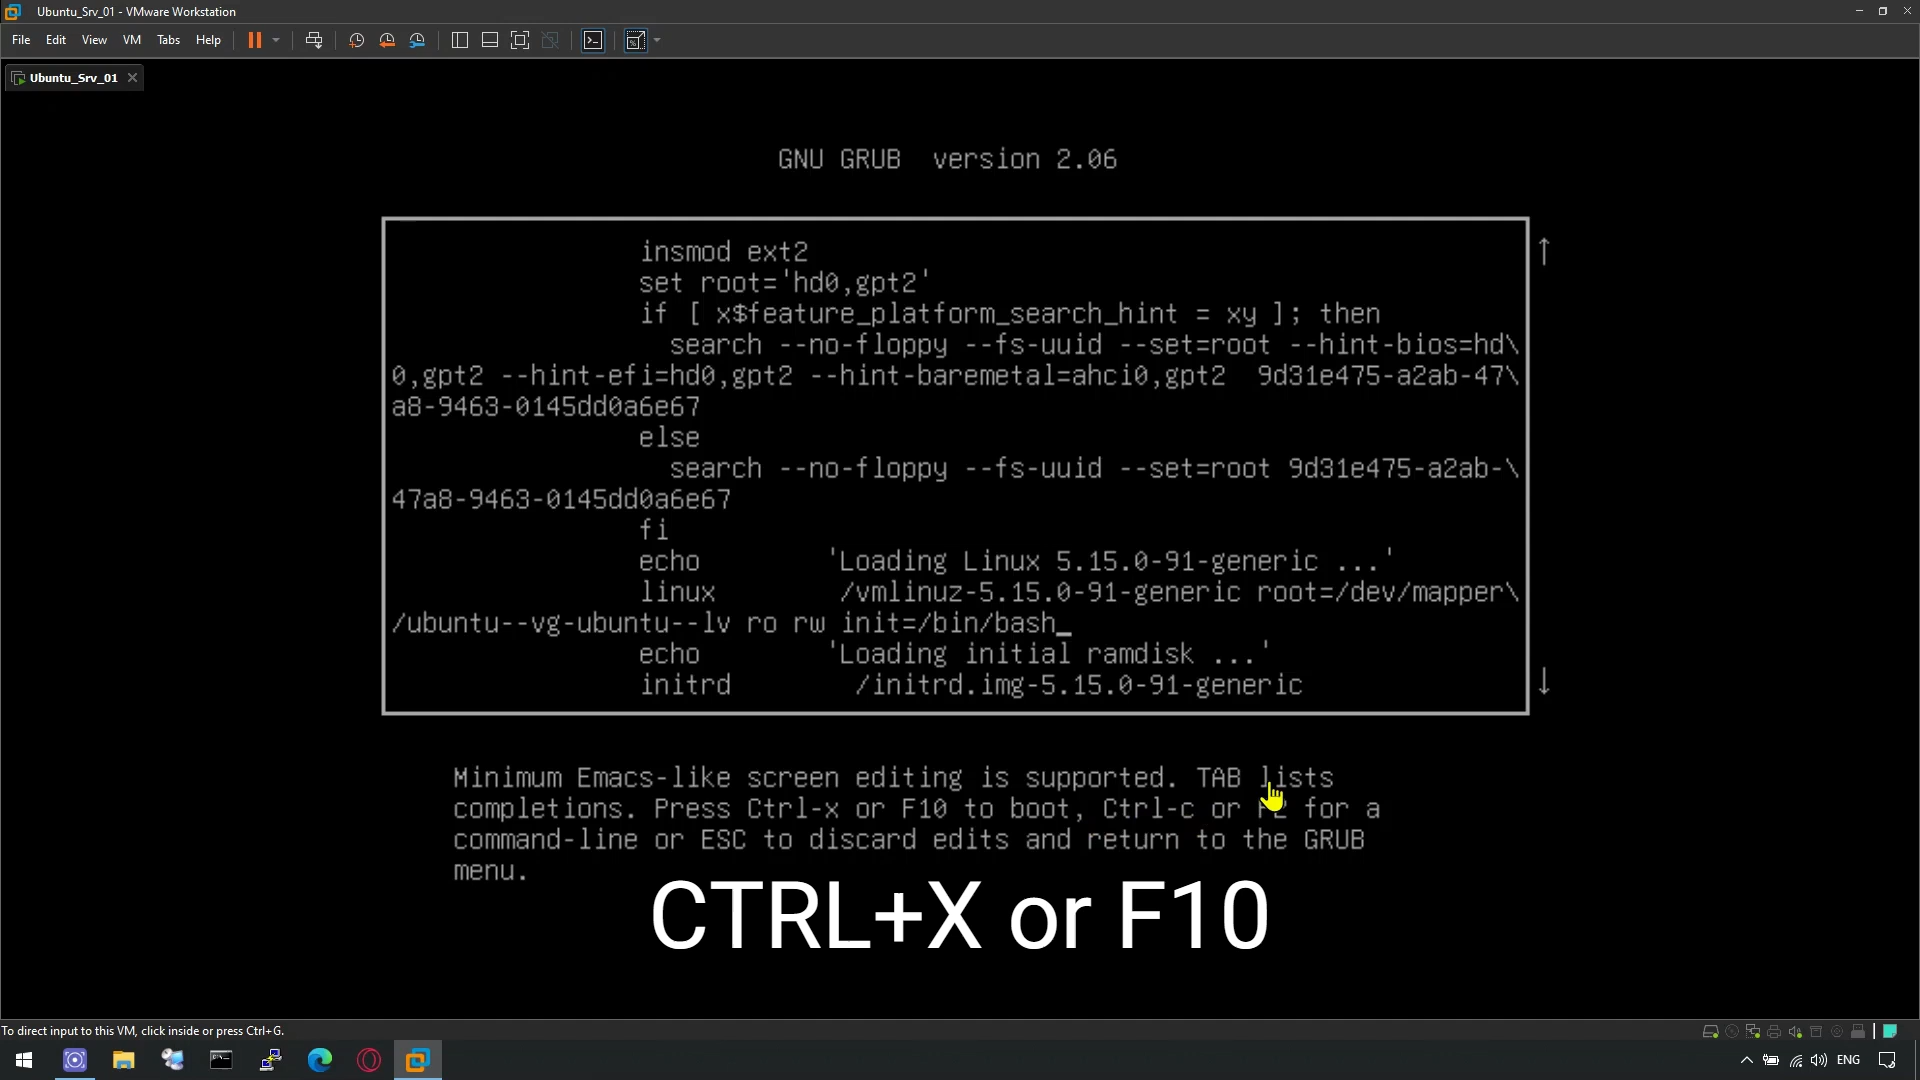 Ubuntu_Srv_01 - VMware Workstation
File Edit View VM Tabs Help
Ubuntu_Srv_01
GNU GRUB version 2.06
insmod ext2
set root='hd0,gpt2'
if [ x$feature_platform_search_hint = xy ]; then
search --no-floppy --fs-uuid --set=root --hint-bios=hd\
0,gpt2 --hint-efi=hd0,gpt2 --hint-baremetal=ahci0,gpt2 9d31e475-a2ab-47\
a8-9463-0145dd0a6e67
else
search --no-floppy --fs-uuid --set=root 9d31e475-a2ab-\
47a8-9463-0145dd0a6e67
fi
echo 'Loading Linux 5.15.0-91-generic ...'
linux /vmlinuz-5.15.0-91-generic root=/dev/mapper\
/ubuntu--vg-ubuntu--lv ro rw init=/bin/bash_
echo 'Loading initial ramdisk ...'
initrd /initrd.img-5.15.0-91-generic
Minimum Emacs-like screen editing is supported. TAB lists
completions. Press Ctrl-x or F10 to boot, Ctrl-c or F2 for a
command-line or ESC to discard edits and return to the GRUB
menu.
CTRL+X or F10
To direct input to this VM, click inside or press Ctrl+G.
ENG